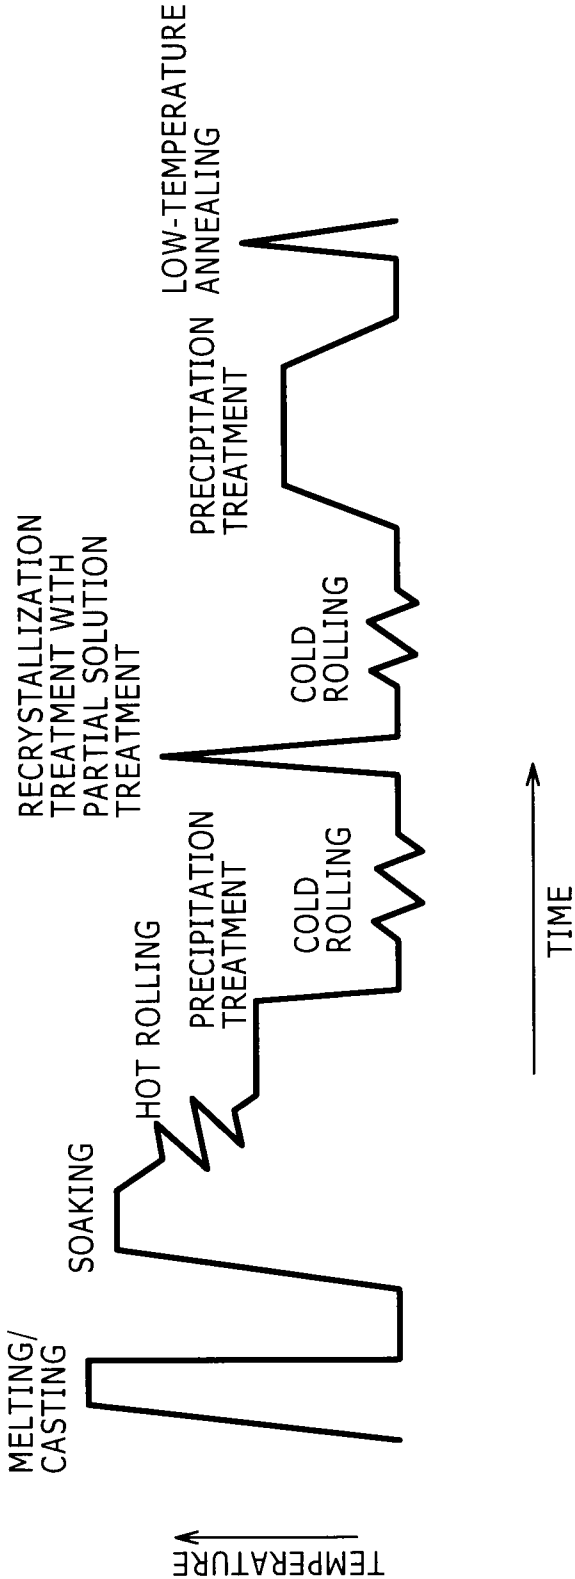 MELTING/
CASTING
SOAKING
HOT ROLLING
PRECIPITATION
TREATMENT
COLD
ROLLING
RECRYSTALLIZATION
TREATMENT WITH
PARTIAL SOLUTION
TREATMENT
COLD
ROLLING
PRECIPITATION
TREATMENT
LOW-TEMPERATURE
ANNEALING
TEMPERATURE
TIME